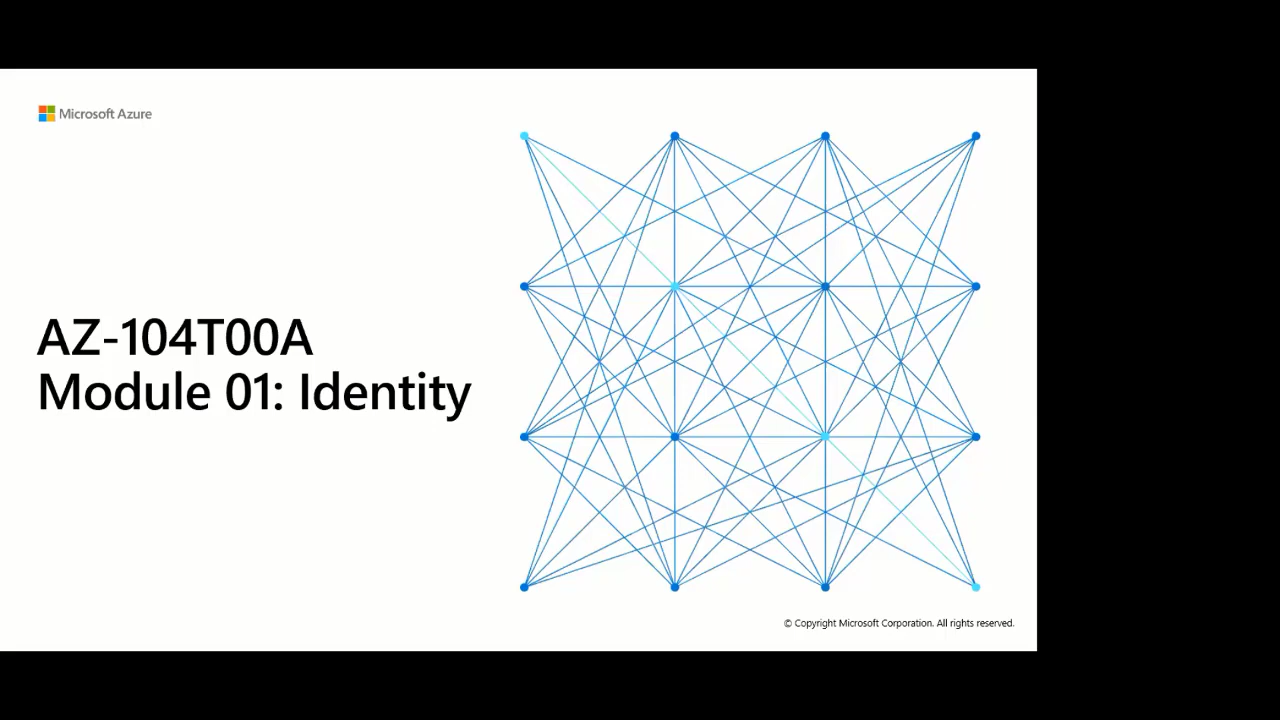 Microsoft Azure
AZ-104T00A
Module 01: Identity
© Copyright Microsoft Corporation. All rights reserved.